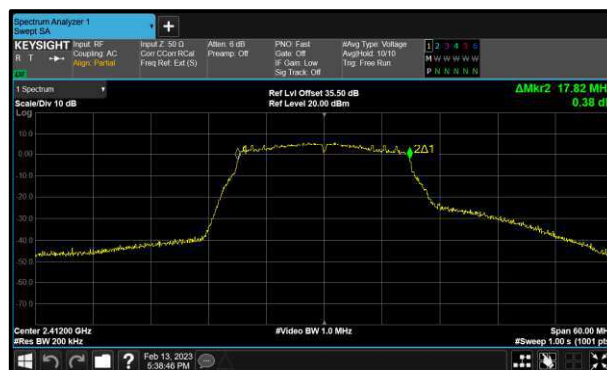 Spectrum Analyzer 1
Swept SA
KEYSIGHT
R T
Input: RF
Coupling: AC
Align: Partial
Input Z: 50 Ω
Corr CCorr RCal
Freq Ref: Ext (S)
Atten: 6 dB
Preamp: Off
PNO: Fast
Gate: Off
IF Gain: Low
Sig Track: Off
#Avg Type: Voltage
Avg|Hold: 10/10
Trig: Free Run
1 2 3 4 5 6
M W W W W W
P N N N N N
1 Spectrum
Scale/Div 10 dB
Ref Lvl Offset 35.50 dB
Ref Level 20.00 dBm
ΔMkr2 17.82 MH
0.38 d
Log
10.0
0.00
-10.0
-20.0
-30.0
-40.0
-50.0
-60.0
-70.0
2Δ1
Center 2.41200 GHz
#Res BW 200 kHz
#Video BW 1.0 MHz
Span 60.00 MH
#Sweep 1.00 s (1001 pts
Feb 13, 2023
5:38:46 PM